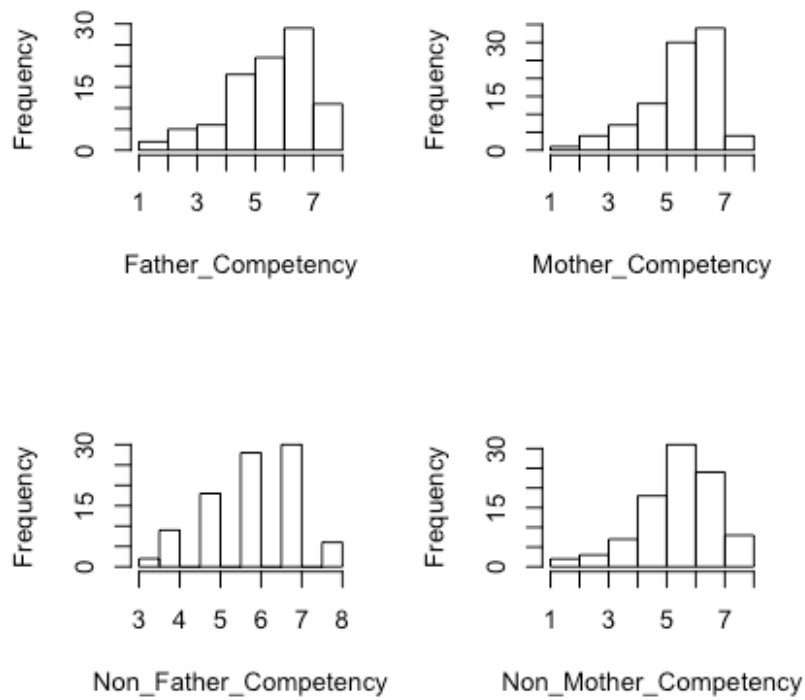 Frequency
0 15 30
1 3 5 7
Father_Competency
Frequency
0 15 30
1 3 5 7
Mother_Competency
Frequency
0 15 30
3 4 5 6 7 8
Non_Father_Competency
Frequency
0 15 30
1 3 5 7
Non_Mother_Competency